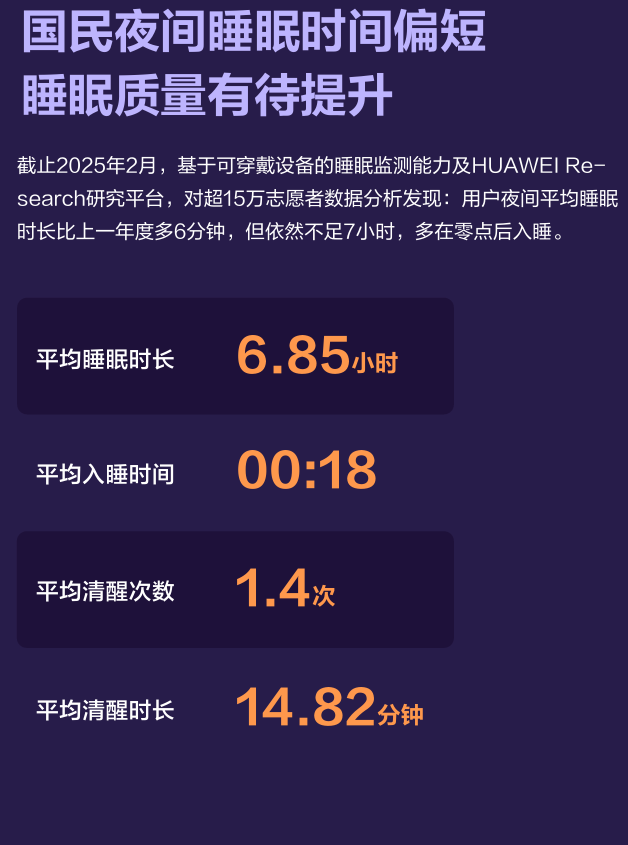 国民夜间睡眠时间偏短
睡眠质量有待提升
截止2025年2月，基于可穿戴设备的睡眠监测能力及HUAWEI Re-
search研究平台，对超15万志愿者数据分析发现：用户夜间平均睡眠
时长比上一年度多6分钟，但依然不足7小时，多在零点后入睡。
平均睡眠时长 6.85小时
平均入睡时间 00:18
平均清醒次数 1.4次
平均清醒时长 14.82分钟